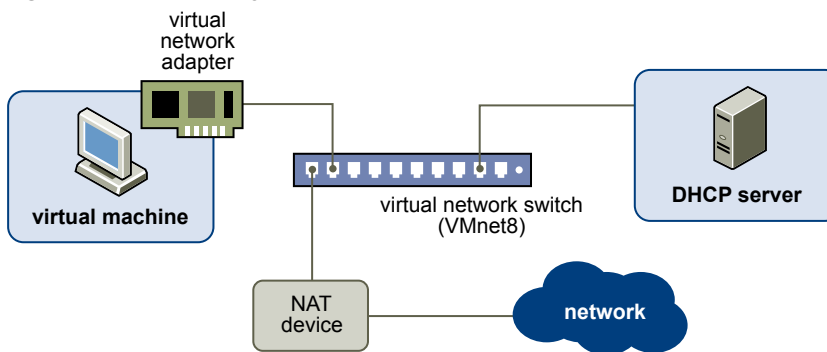 virtual
network
adapter
virtual machine
virtual network switch
(VMnet8)
DHCP server
NAT
device
network